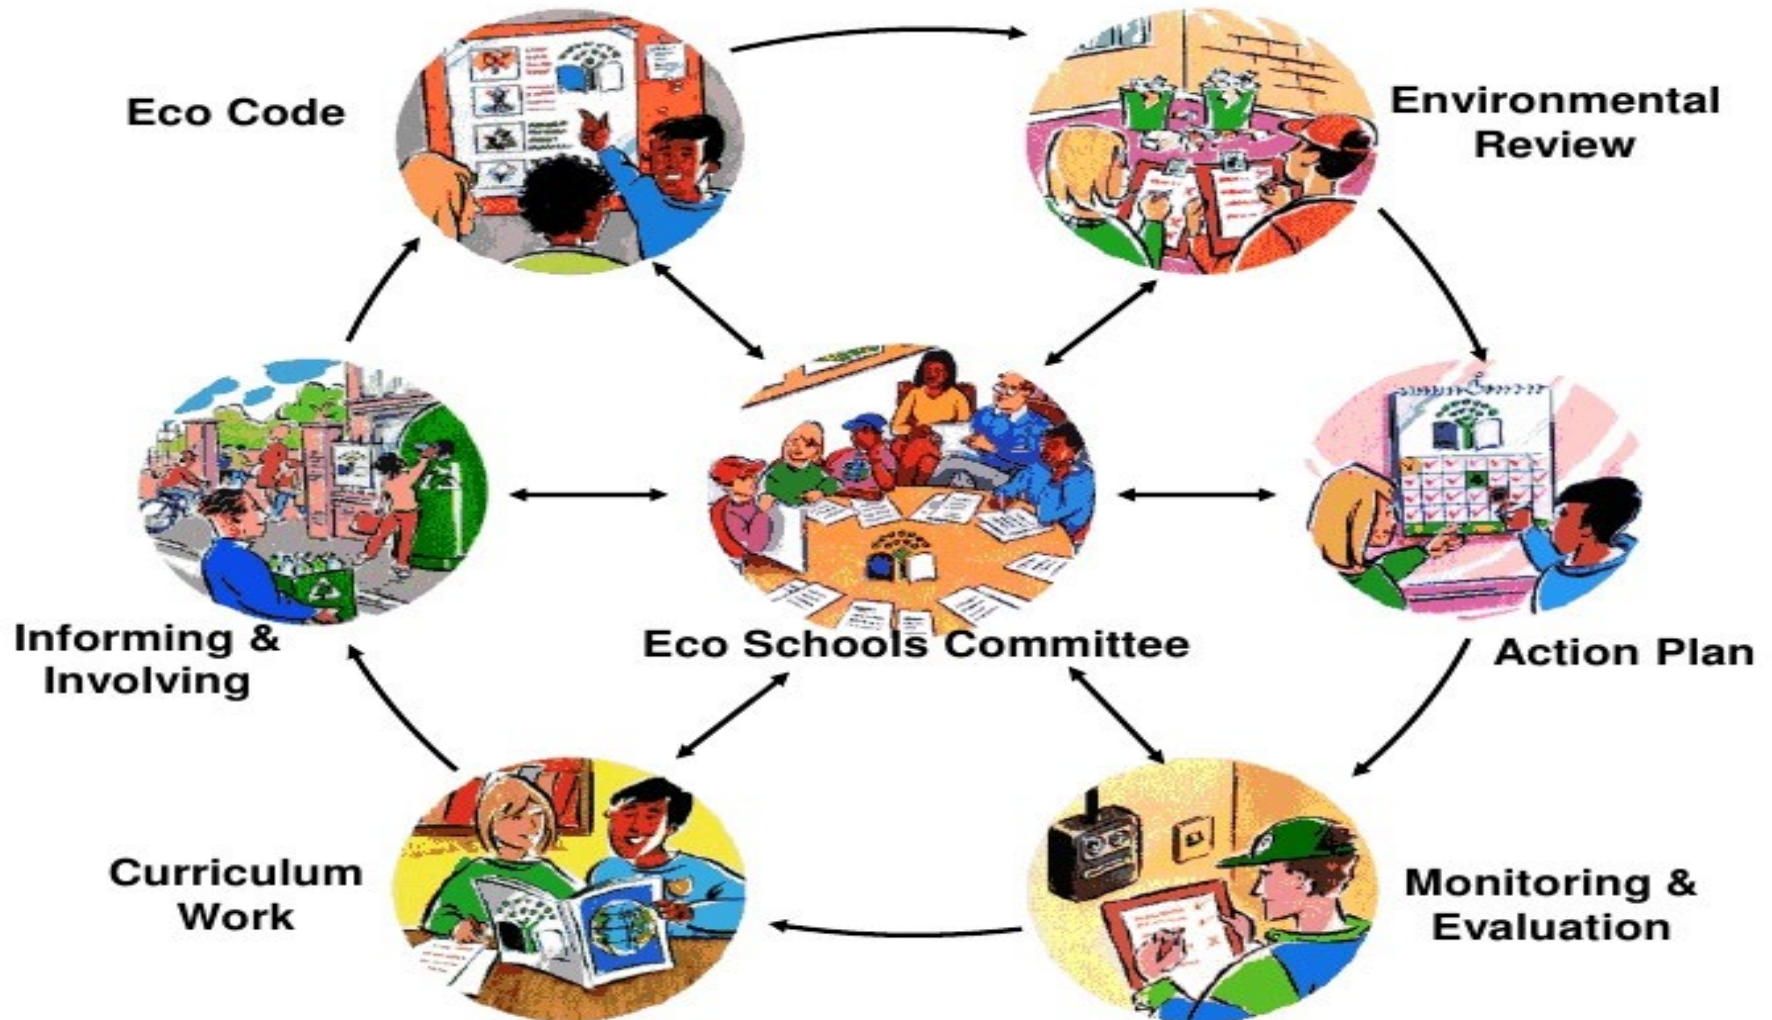 Eco Code
Environmental
Review
Eco Schools Committee
Informing &
Involving
Action Plan
Curriculum
Work
Monitoring &
Evaluation